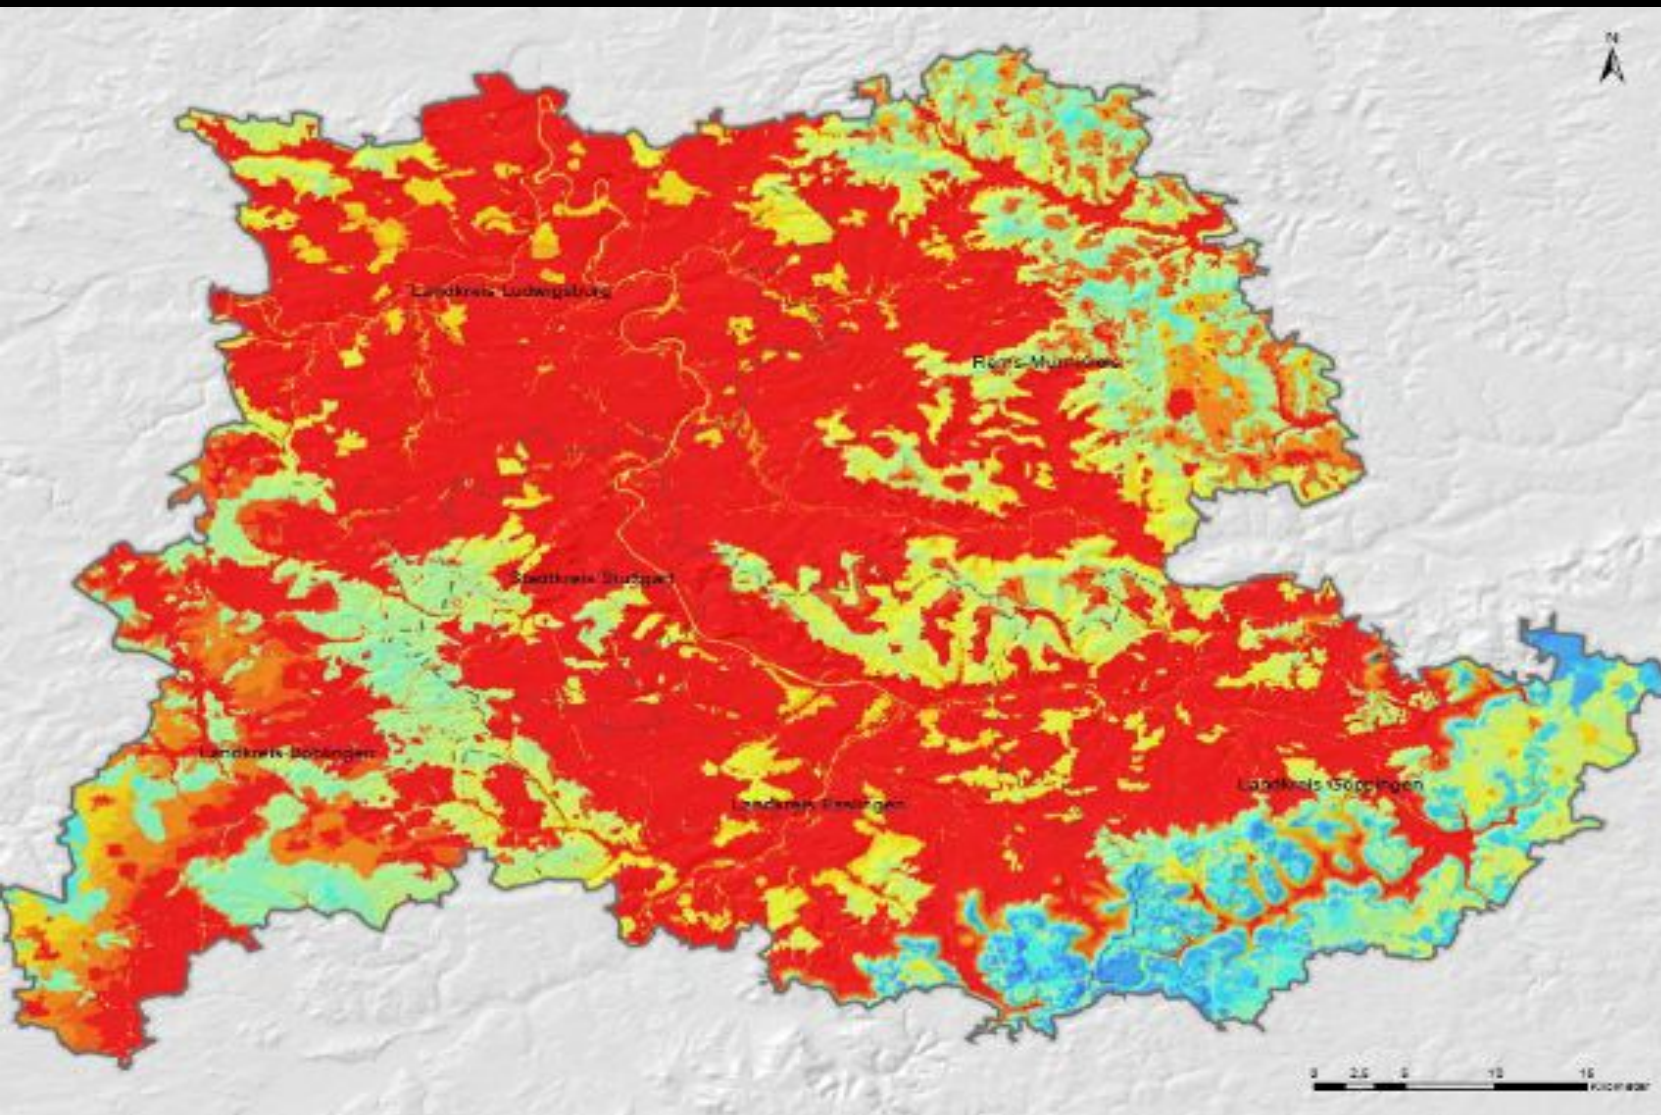 N
Landkreis Ludwigsburg
Rems-Murr-Kreis
Stadtkreis Stuttgart
Landkreis Böblingen
Landkreis Esslingen
Landkreis Göppingen
0 2,5 5 10 15
Kilometer